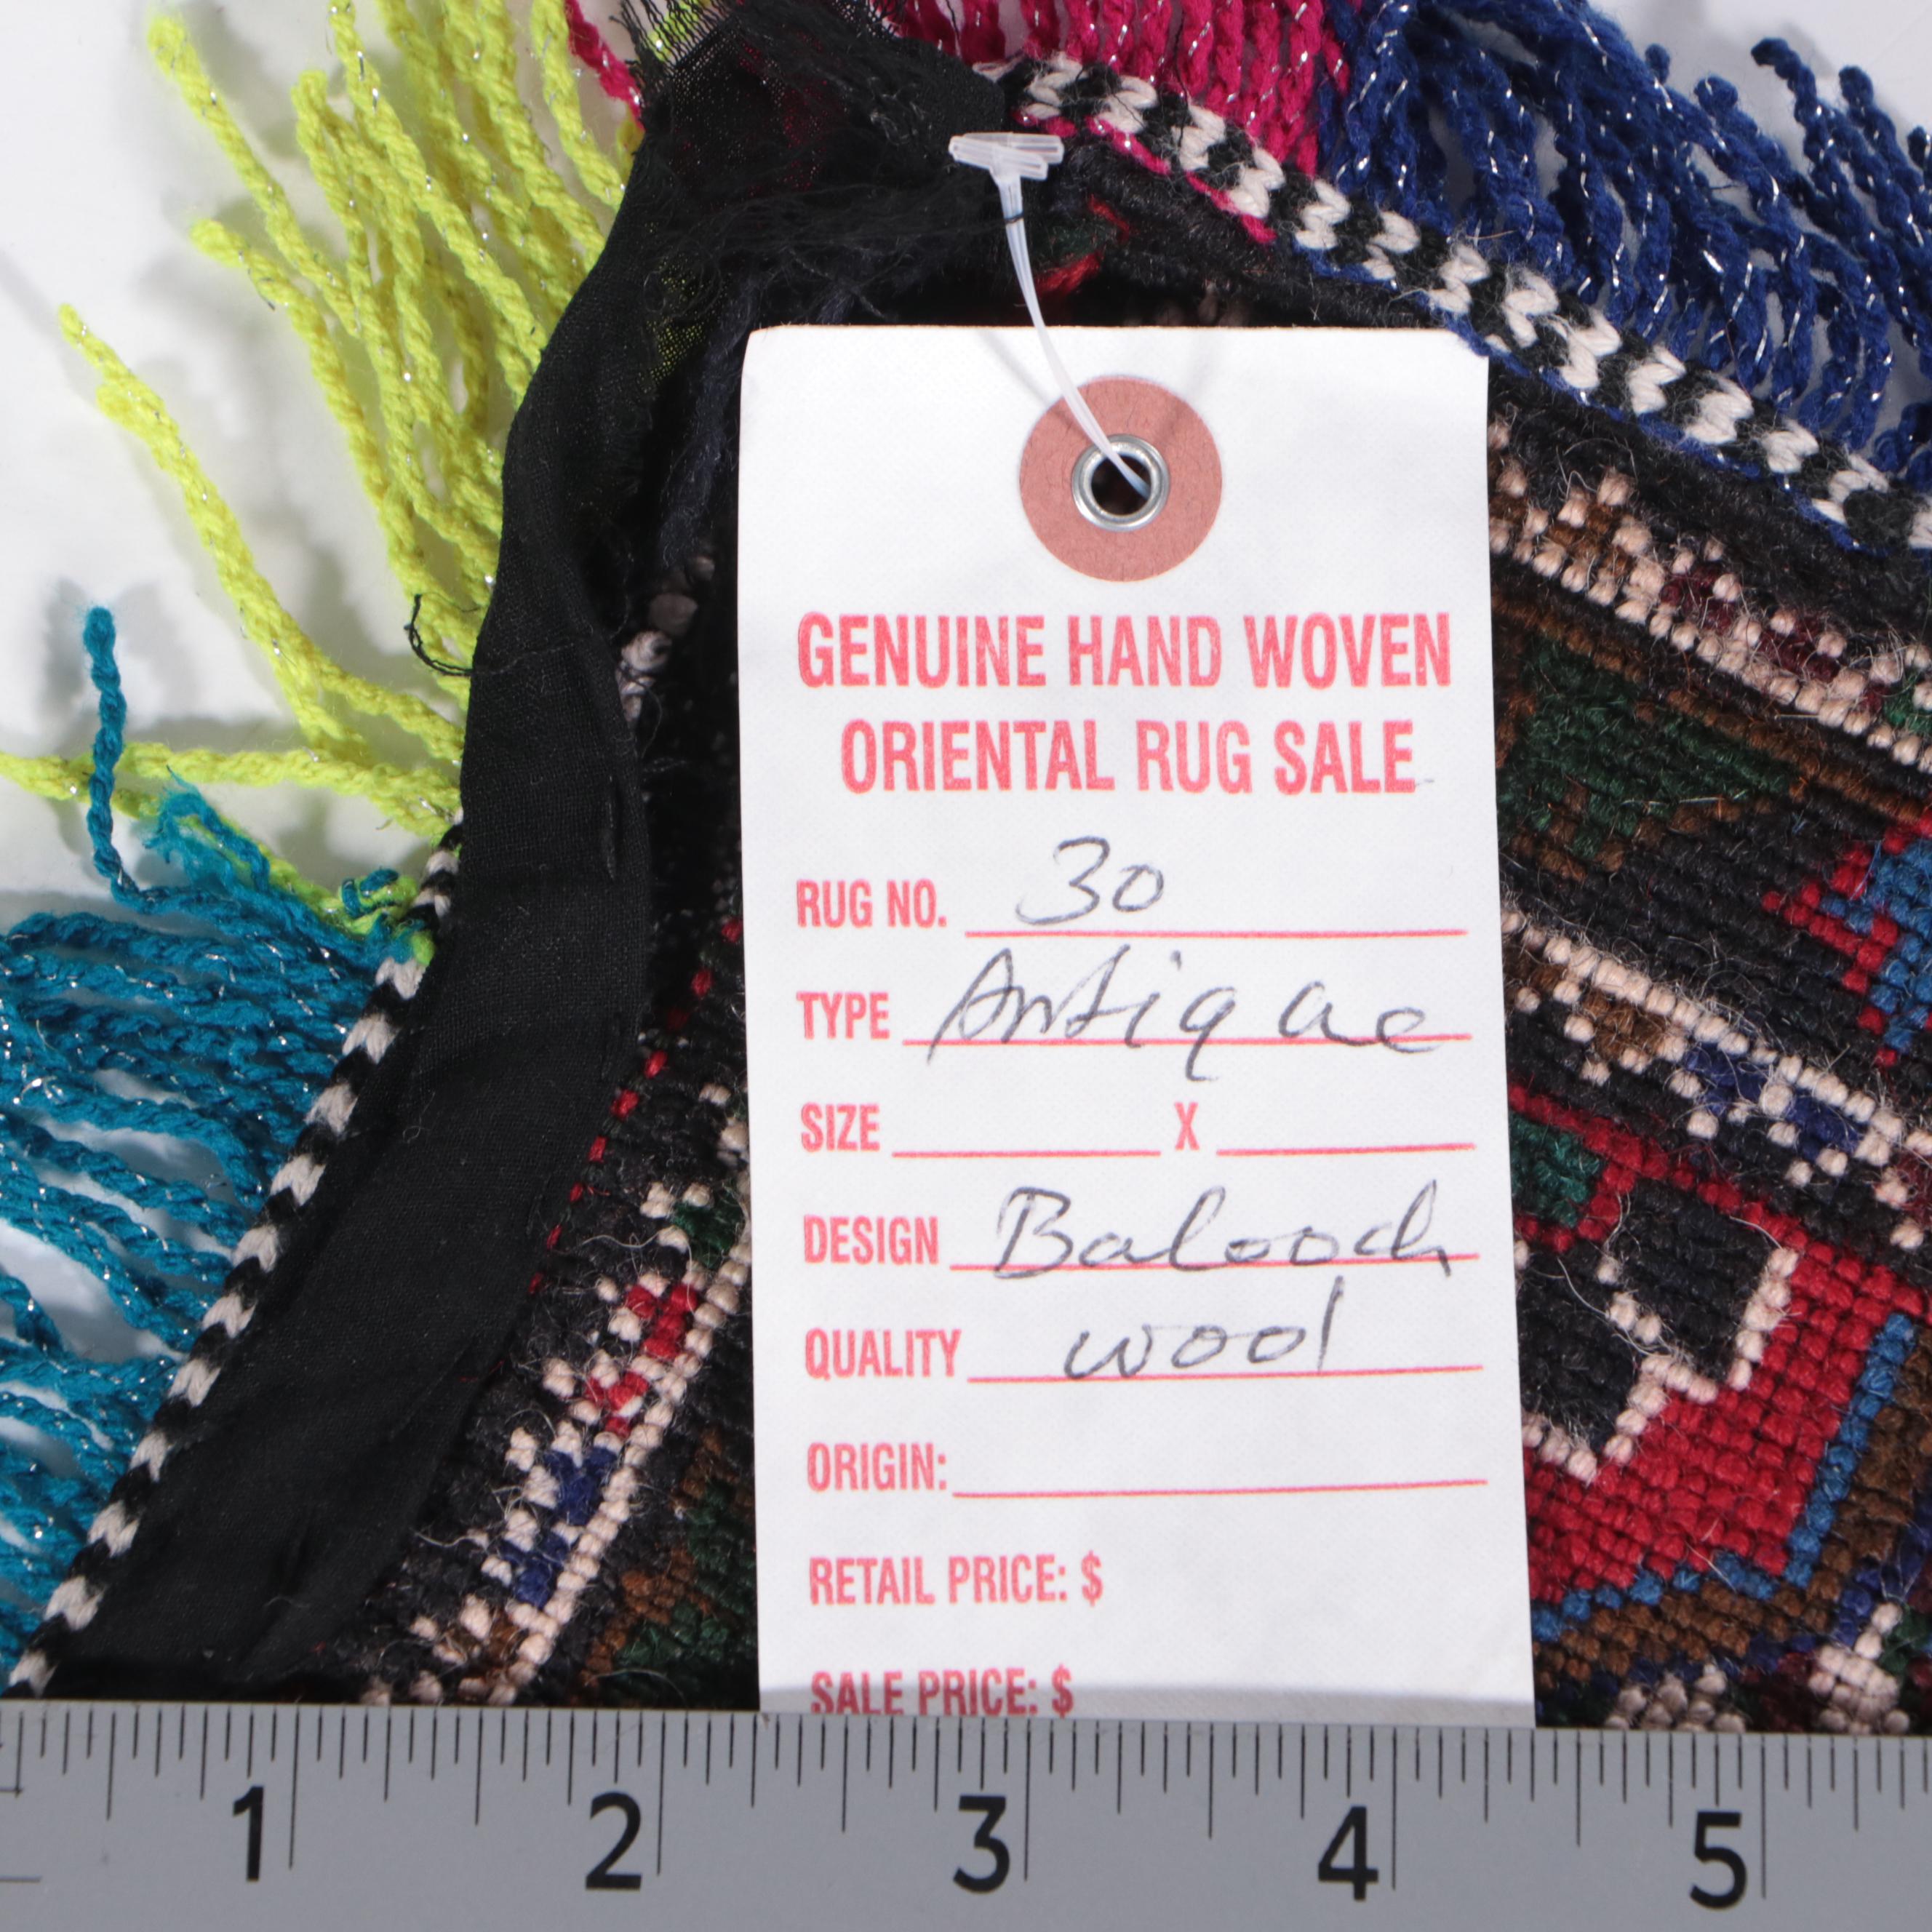 GENUINE HAND WOVEN
ORIENTAL RUG SALE
RUG NO. 30
TYPE Antique
SIZE X
DESIGN Balooch
QUALITY wool
ORIGIN:
RETAIL PRICE: $
SALE PRICE: $
1 2 3 4 5